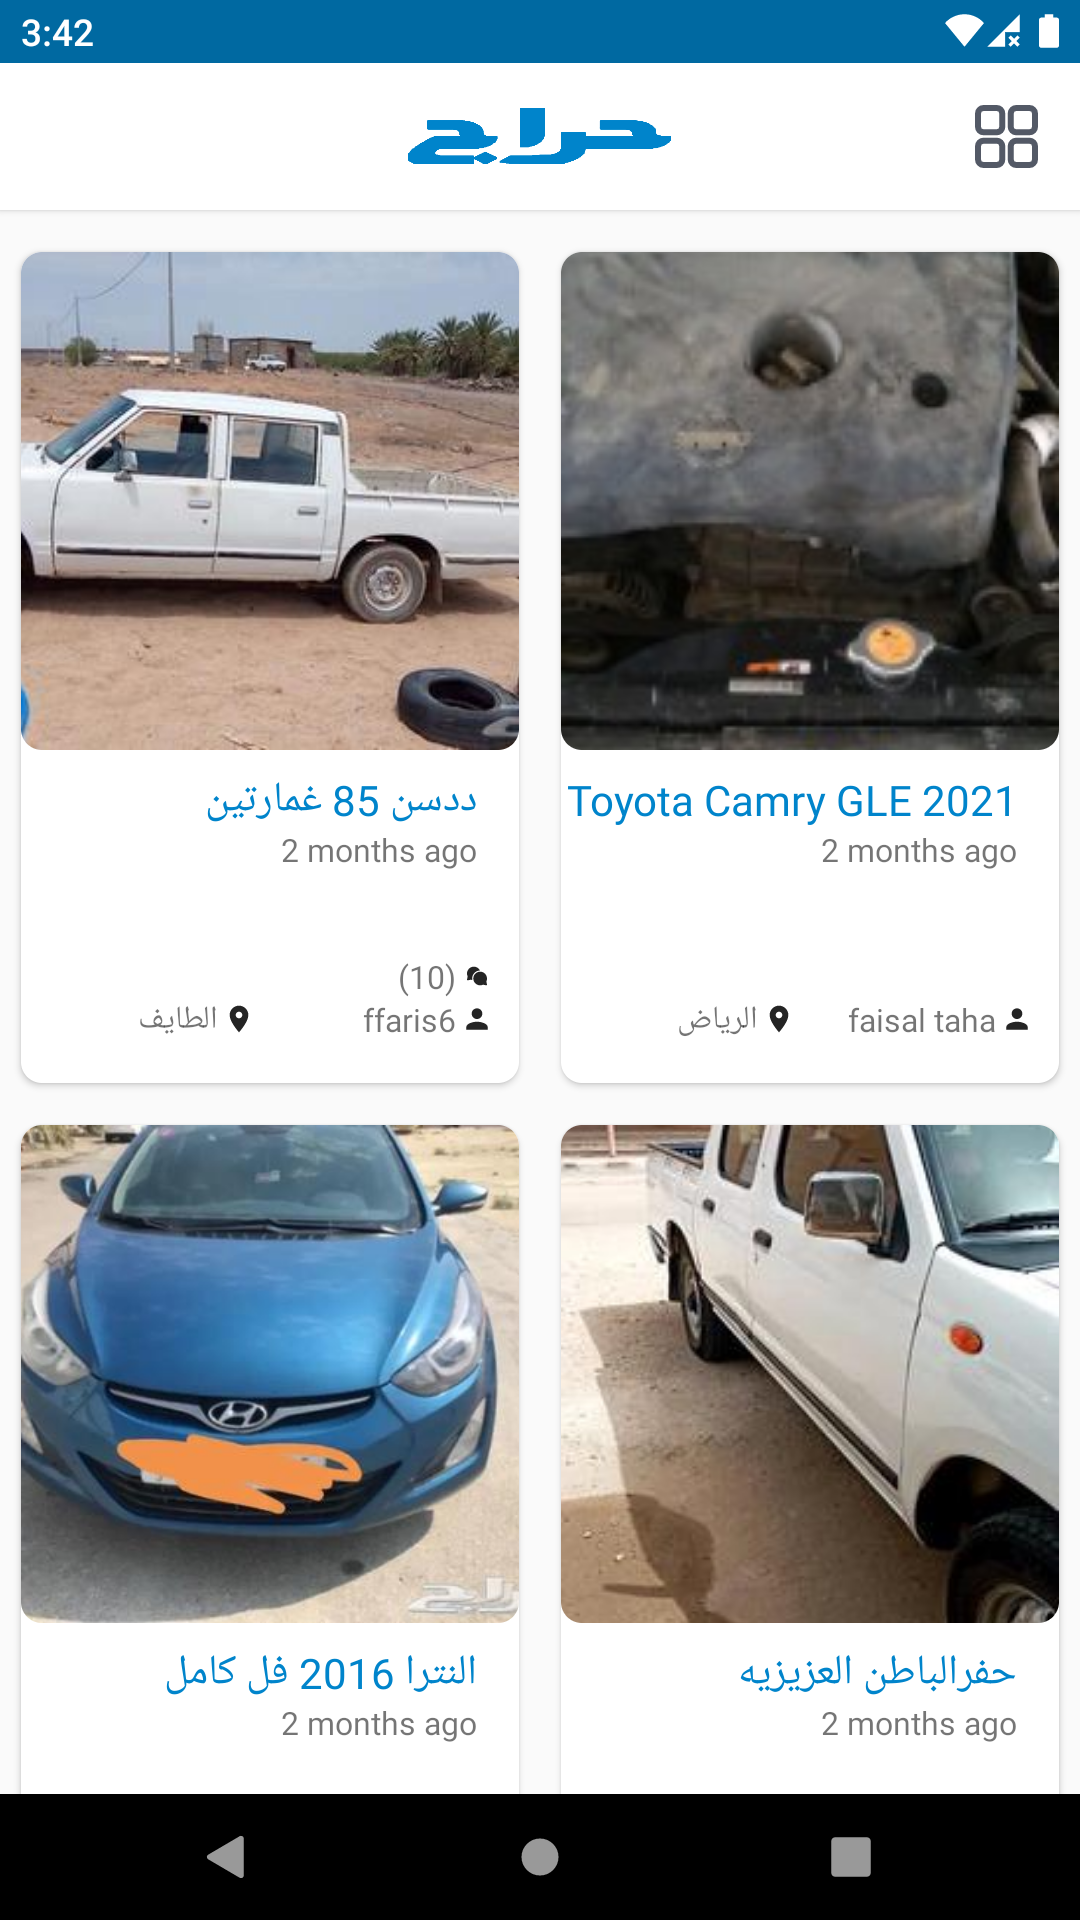 3:42
حراج
ددسن 85 غمارتين
2 months ago
(10)
ffaris6
الطايف
Toyota Camry GLE 2021
2 months ago
faisal taha
الرياض
النترا 2016 فل كامل
2 months ago
حراج
حفرالباطن العزيزيه
2 months ago